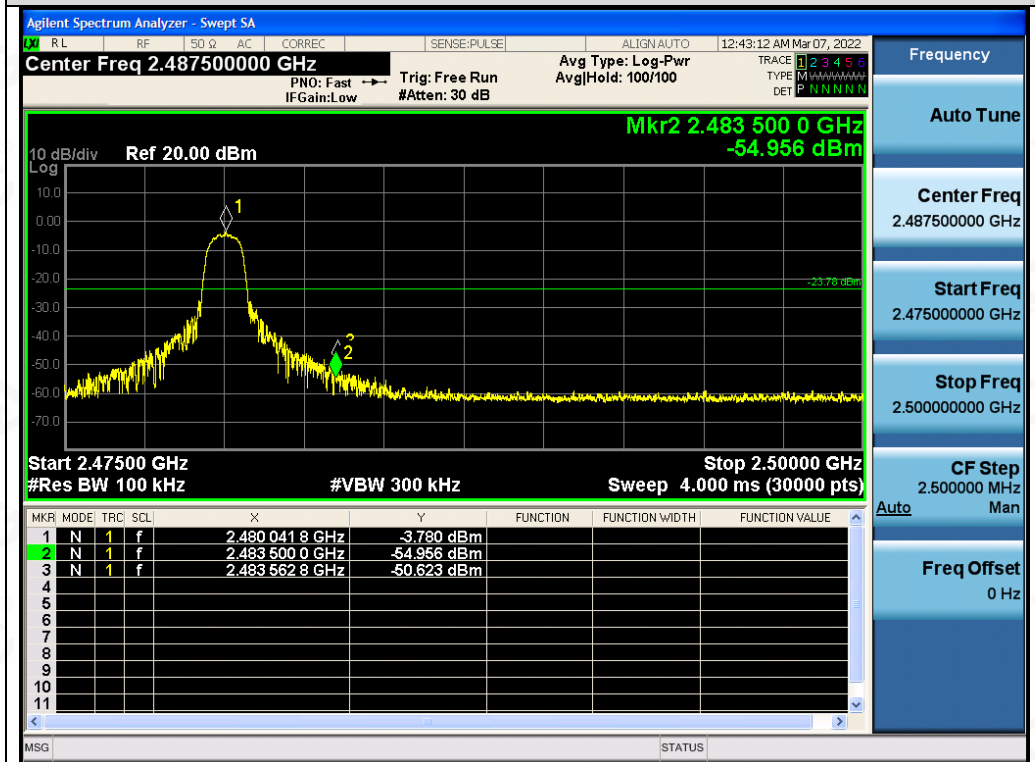 Agilent Spectrum Analyzer - Swept SA
LXI RL RF 50 Ω AC CORREC SENSE:PULSE ALIGN AUTO 12:43:12 AM Mar 07, 2022
Center Freq 2.487500000 GHz
PNO: Fast
IFGain:Low
Trig: Free Run
#Atten: 30 dB
Avg Type: Log-Pwr
Avg|Hold: 100/100
TRACE 1 2 3 4 5 6
TYPE M
DET P N N N N N
Mkr2 2.483 500 0 GHz
-54.956 dBm
10 dB/div Ref 20.00 dBm
Log
10.0
0.00
-10.0
-20.0
-30.0
-40.0
-50.0
-60.0
-70.0
1
-23.78 dBm
3
2
Start 2.47500 GHz Stop 2.50000 GHz
#Res BW 100 kHz #VBW 300 kHz Sweep 4.000 ms (30000 pts)
MKR MODE TRC SCL X Y FUNCTION FUNCTION WIDTH FUNCTION VALUE
1 N 1 f 2.480 041 8 GHz -3.780 dBm
2 N 1 f 2.483 500 0 GHz -54.956 dBm
3 N 1 f 2.483 562 8 GHz -50.623 dBm
4
5
6
7
8
9
10
11
MSG STATUS
Frequency
Auto Tune
Center Freq
2.487500000 GHz
Start Freq
2.475000000 GHz
Stop Freq
2.500000000 GHz
CF Step
2.500000 MHz
Auto Man
Freq Offset
0 Hz